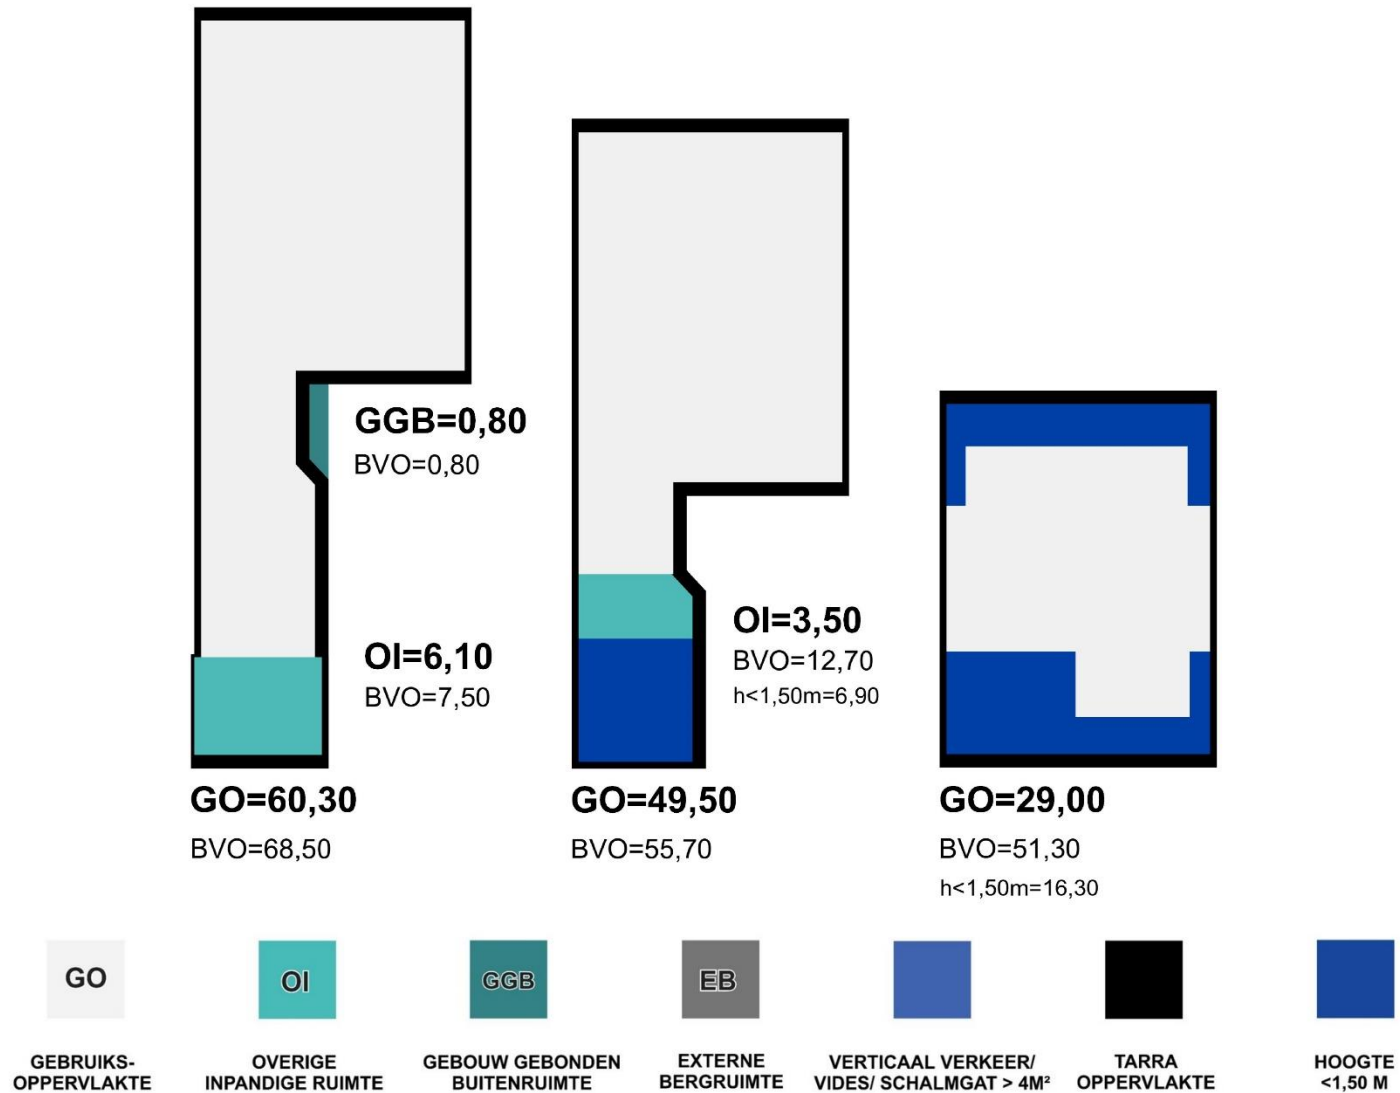 GGB=0,80
BVO=0,80
OI=6,10
BVO=7,50
GO=60,30
BVO=68,50
OI=3,50
BVO=12,70
h<1,50m=6,90
GO=49,50
BVO=55,70
GO=29,00
BVO=51,30
h<1,50m=16,30
GO
GEBRUIKS-
OPPERVLAKTE
OI
OVERIGE
INPANDIGE RUIMTE
GGB
GEBOUW GEBONDEN
BUITENRUIMTE
EB
EXTERNE
BERGRUIMTE
VERTICAAL VERKEER/
VIDES/ SCHALMGAT > 4M²
TARRA
OPPERVLAKTE
HOOGTE
<1,50 M